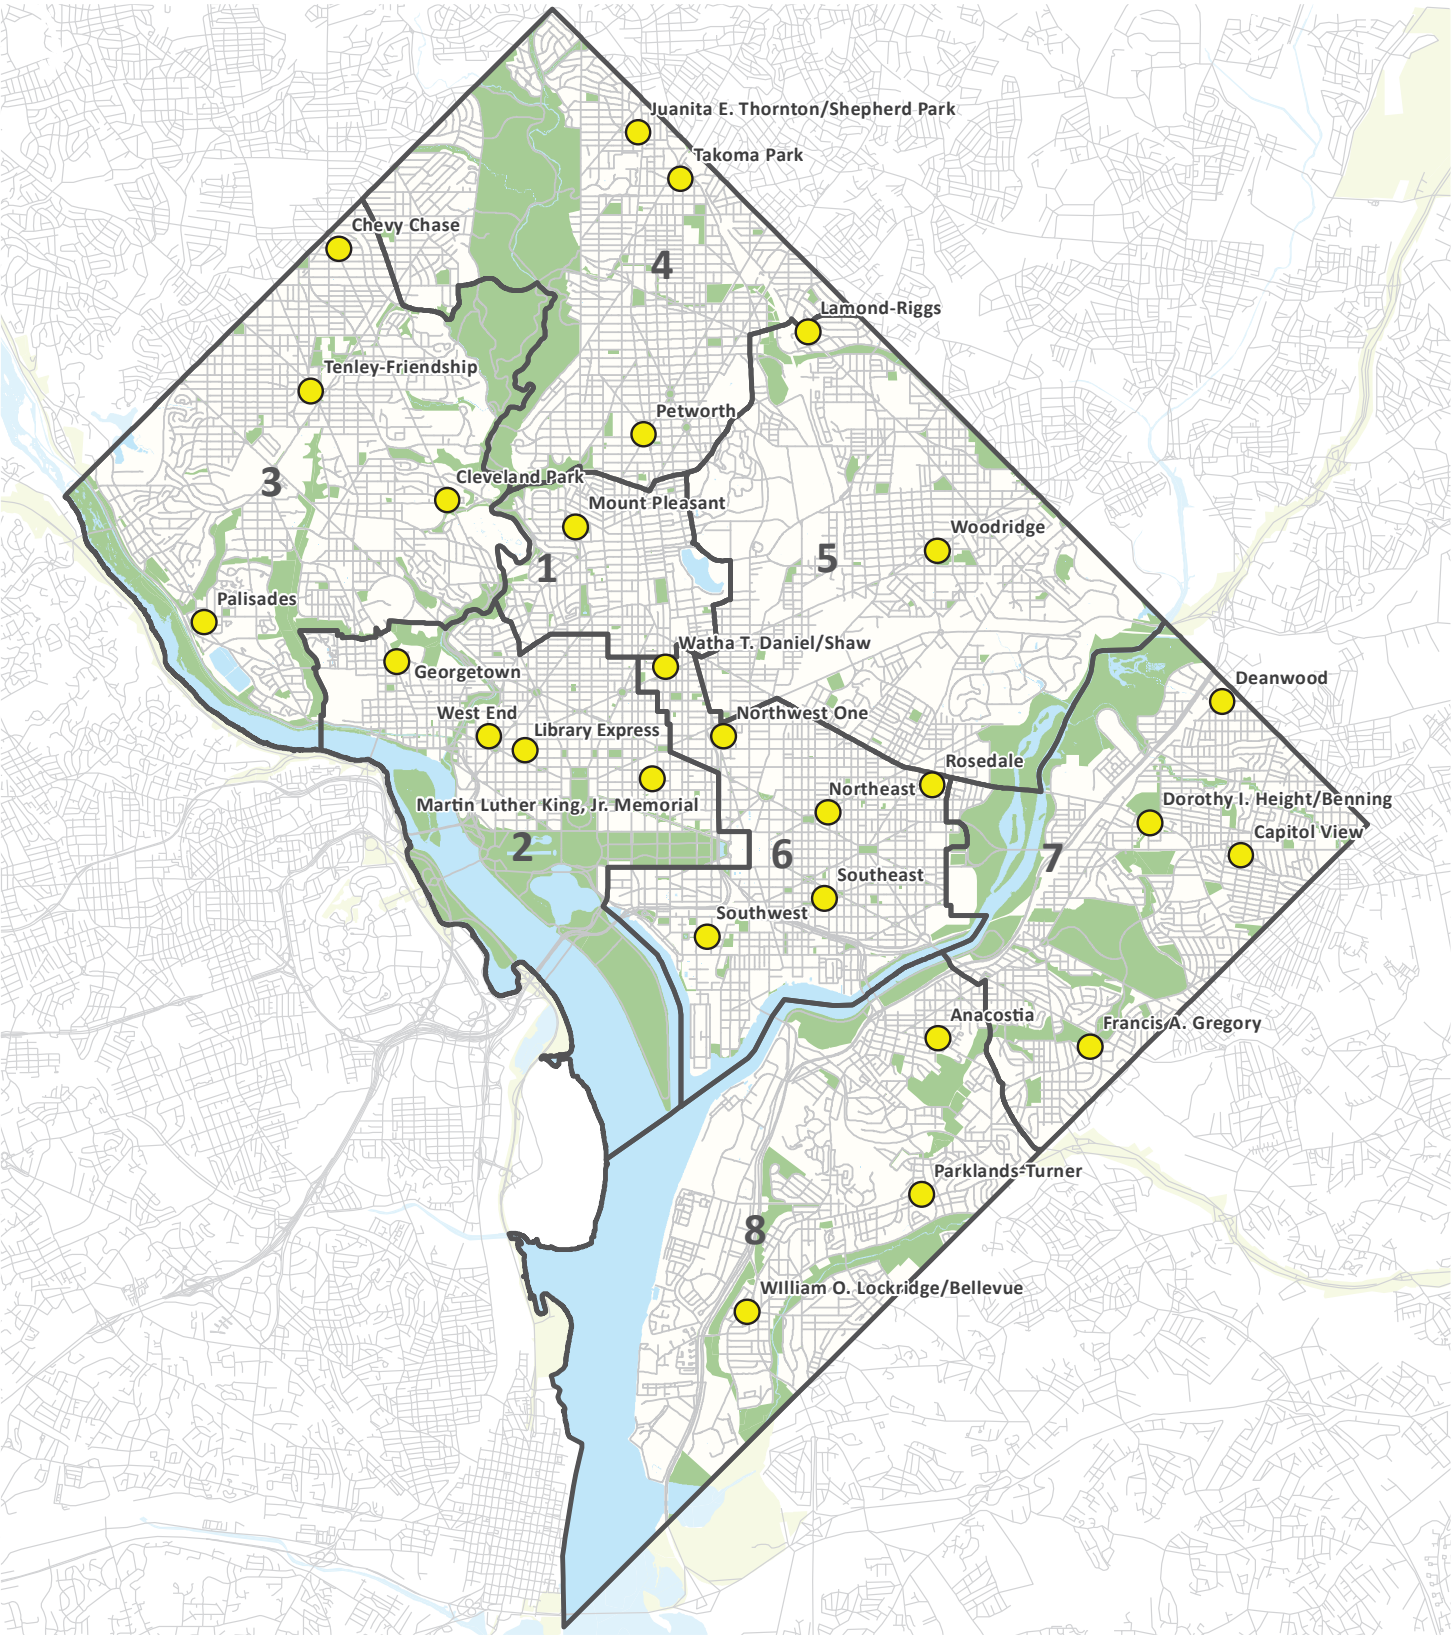 Juanita E. Thornton/Shepherd Park
Takoma Park
Chevy Chase
4
Lamond-Riggs
Tenley-Friendship
Petworth
3
Cleveland Park
Mount Pleasant
Woodridge
5
1
Palisades
Watha T. Daniel/Shaw
Georgetown
Deanwood
West End
Northwest One
Library Express
Rosedale
Northeast
Martin Luther King, Jr. Memorial
Dorothy I. Height/Benning
Capitol View
2
6
7
Southeast
Southwest
Anacostia
Francis A. Gregory
Parklands-Turner
8
WIlliam O. Lockridge/Bellevue